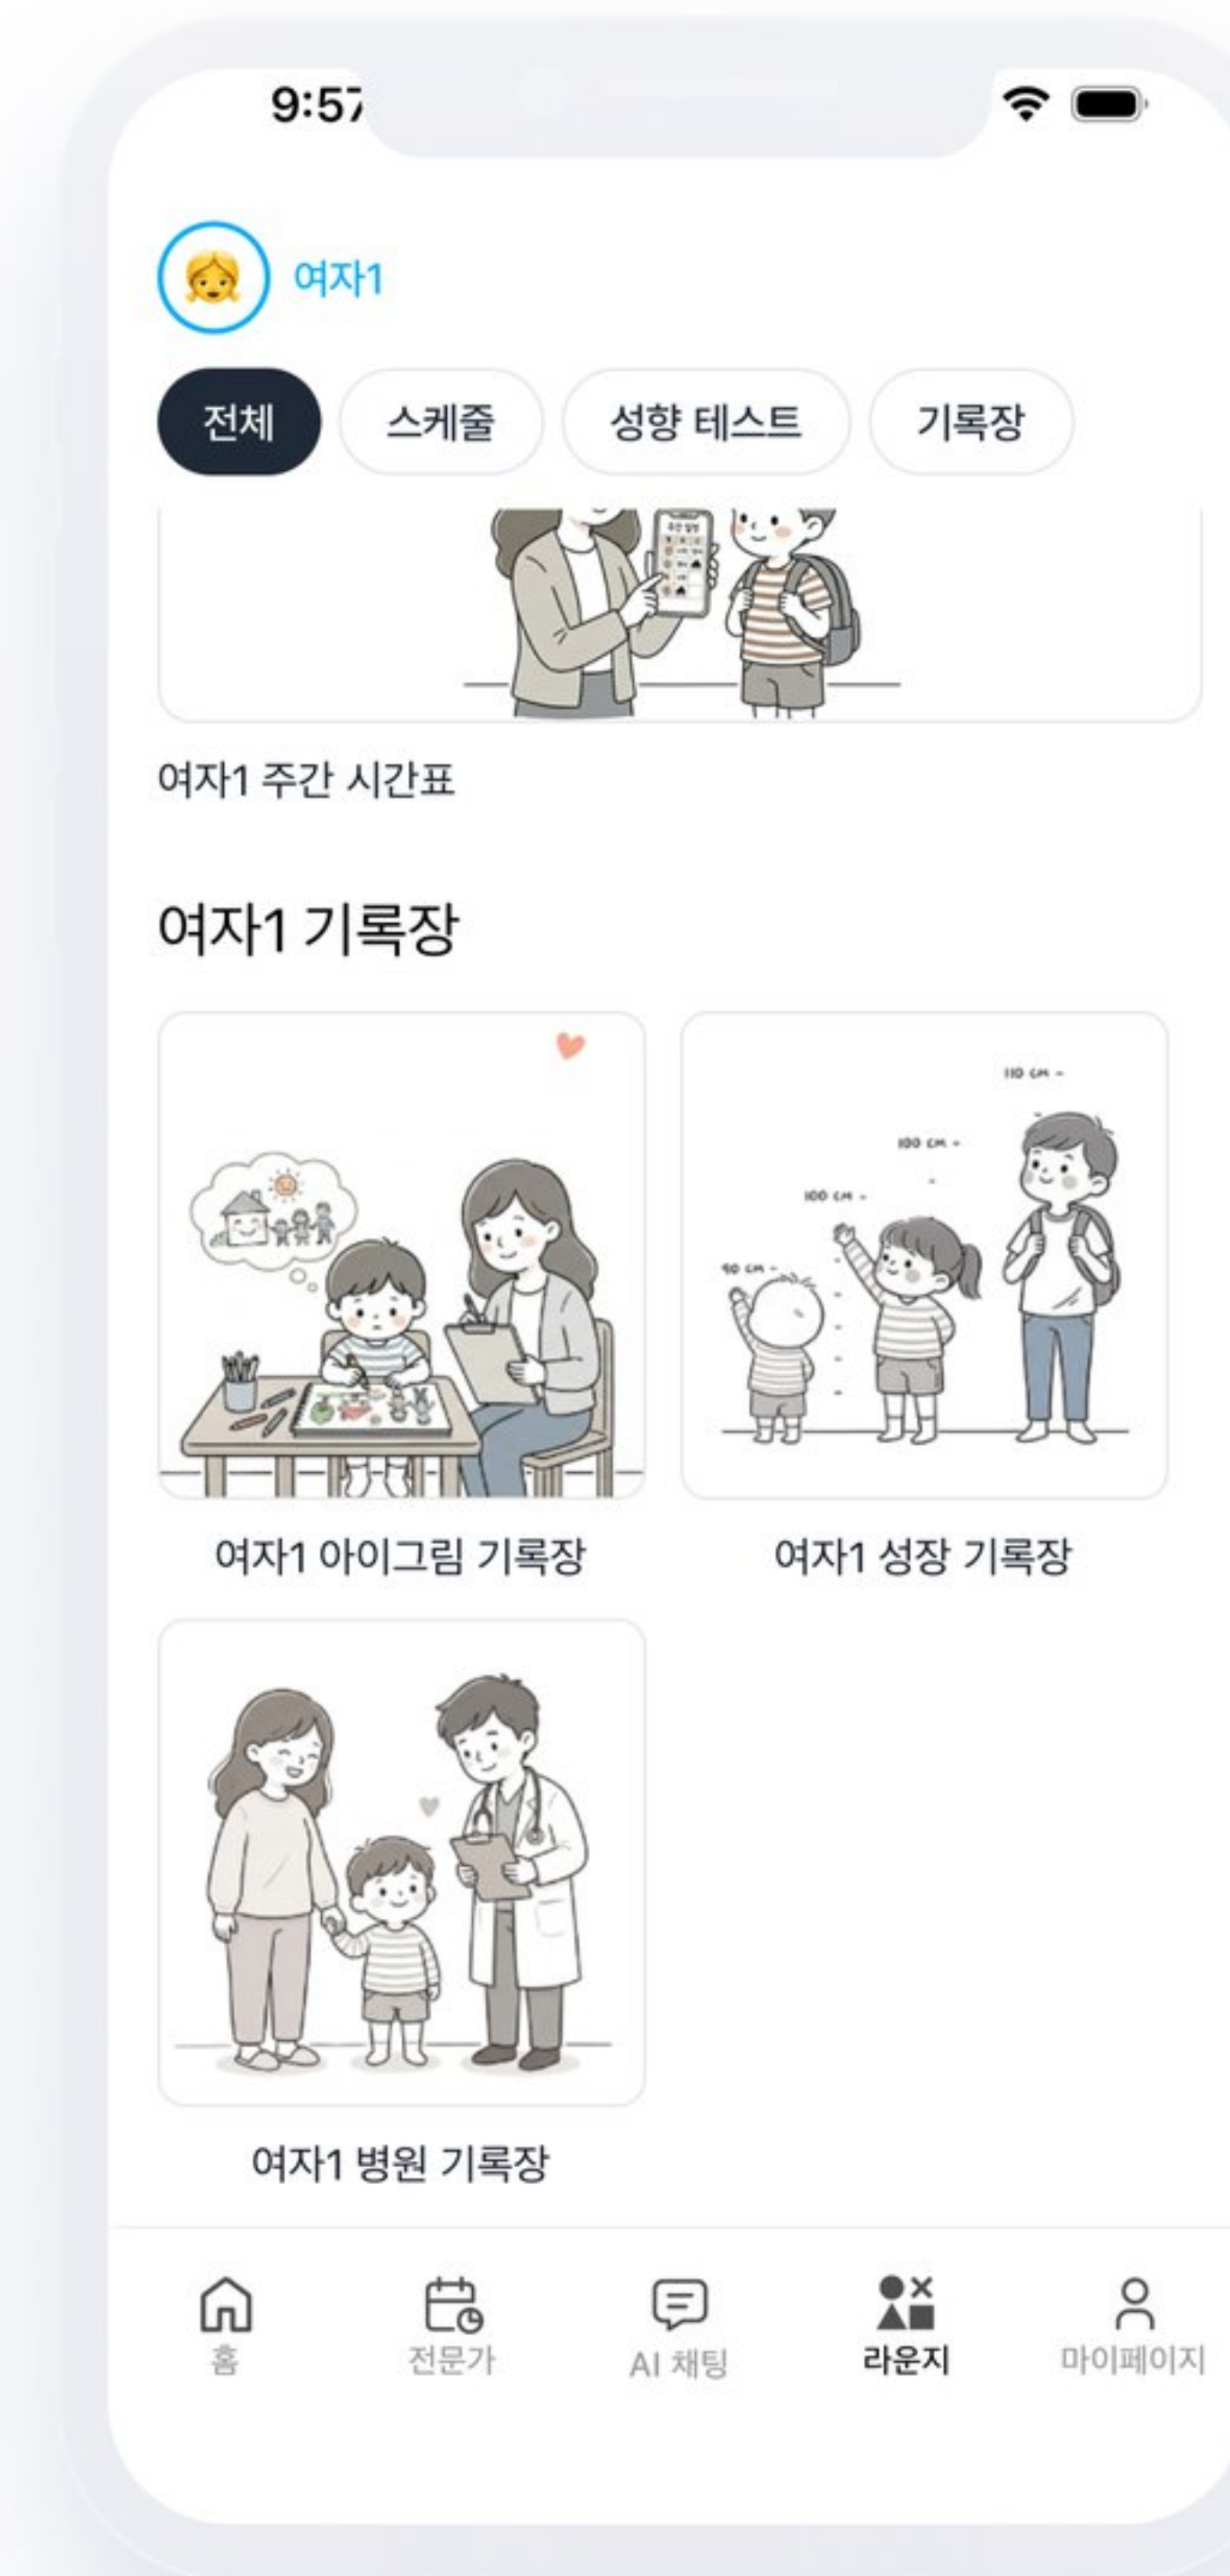 9:57
여자1
전체 스케줄 성향 테스트 기록장
주간 일정
여자1 주간 시간표
여자1 기록장
110 CM -
100 CM -
100 CM -
90 CM -
여자1 아이그림 기록장 여자1 성장 기록장
여자1 병원 기록장
홈 전문가 AI 채팅 라운지 마이페이지